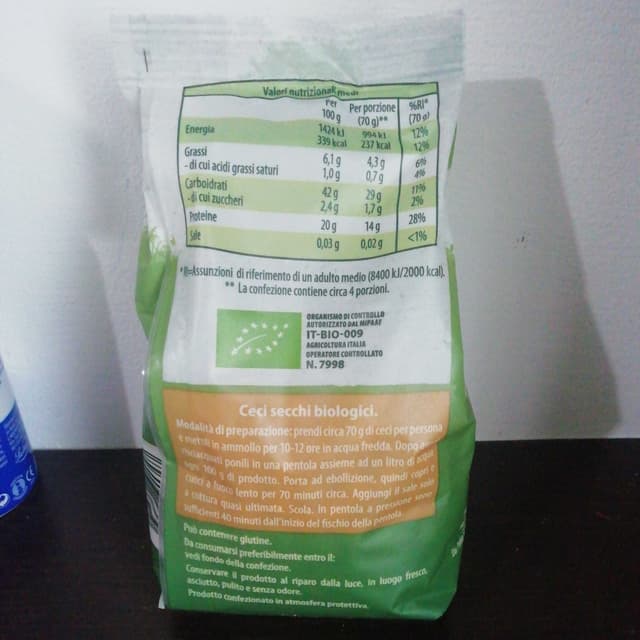 Valori nutrizionali medi
Per 100 g Per porzione (70 g)** %RI* (70 g)
Energia 1424 kJ 994 kJ 12%
339 kcal 237 kcal 12%
Grassi 6,1 g 4,3 g 6%
- di cui acidi grassi saturi 1,0 g 0,7 g 4%
Carboidrati 42 g 29 g 11%
- di cui zuccheri 2,4 g 1,7 g 2%
Proteine 20 g 14 g 28%
Sale 0,03 g 0,02 g <1%
*RI=Assunzioni di riferimento di un adulto medio (8400 kJ/2000 kcal).
** La confezione contiene circa 4 porzioni.
ORGANISMO DI CONTROLLO
AUTORIZZATO DAL MIPAAF
IT-BIO-009
AGRICOLTURA ITALIA
OPERATORE CONTROLLATO
N. 7998
Ceci secchi biologici.
Modalità di preparazione: prendi circa 70 g di ceci per persona
e mettili in ammollo per 10-12 ore in acqua fredda. Dopo
risciacquati ponili in una pentola assieme ad un litro di acqua
ogni 100 g di prodotto. Porta ad ebollizione, quindi copri e
cuoci a fuoco lento per 70 minuti circa. Aggiungi il sale solo
a cottura quasi ultimata. Scola. In pentola a pressione sono
sufficienti 40 minuti dall'inizio del fischio della pentola.
Può contenere glutine.
Da consumarsi preferibilmente entro il:
vedi fondo della confezione.
Conservare il prodotto al riparo dalla luce, in luogo fresco,
asciutto, pulito e senza odore.
Prodotto confezionato in atmosfera protettiva.